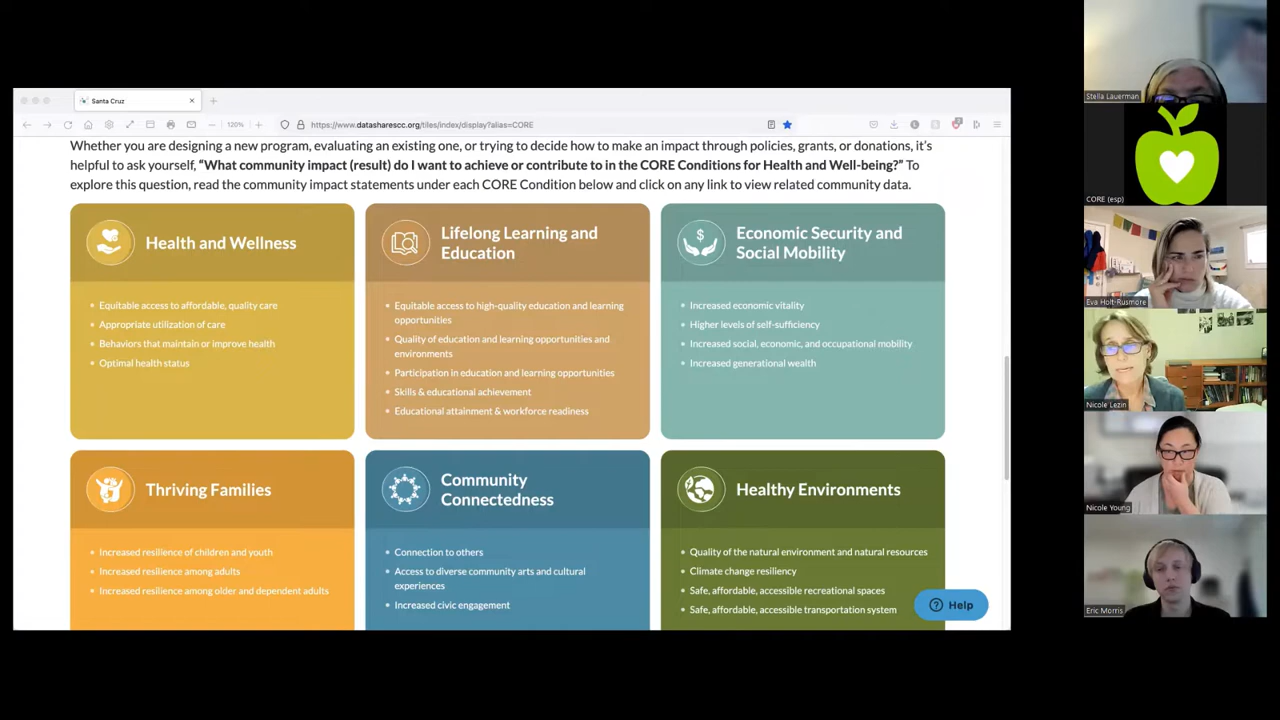 Santa Cruz
120%
https://www.datasharescc.org/tiles/index/display?alias=CORE
Whether you are designing a new program, evaluating an existing one, or trying to decide how to make an impact through policies, grants, or donations, it's
helpful to ask yourself, “What community impact (result) do I want to achieve or contribute to in the CORE Conditions for Health and Well-being?” To
explore this question, read the community impact statements under each CORE Condition below and click on any link to view related community data.
Health and Wellness
• Equitable access to affordable, quality care
• Appropriate utilization of care
• Behaviors that maintain or improve health
• Optimal health status
Lifelong Learning and
Education
• Equitable access to high-quality education and learning
opportunities
• Quality of education and learning opportunities and
environments
• Participation in education and learning opportunities
• Skills & educational achievement
• Educational attainment & workforce readiness
$
Economic Security and
Social Mobility
• Increased economic vitality
• Higher levels of self-sufficiency
• Increased social, economic, and occupational mobility
• Increased generational wealth
Thriving Families
• Increased resilience of children and youth
• Increased resilience among adults
• Increased resilience among older and dependent adults
Community
Connectedness
• Connection to others
• Access to diverse community arts and cultural
experiences
• Increased civic engagement
Healthy Environments
• Quality of the natural environment and natural resources
• Climate change resiliency
• Safe, affordable, accessible recreational spaces
• Safe, affordable, accessible transportation system
? Help
Stella Lauerman
CORE (esp)
Eva Holt-Rusmore
Nicole Lezin
Nicole Young
Eric Morris